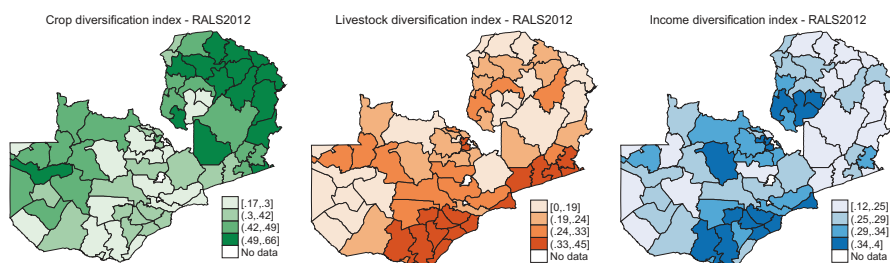 Crop diversification index - RALS2012
[.17,.3]
(.3,.42]
(.42,.49]
(.49,.66]
No data
Livestock diversification index - RALS2012
[0,.19]
(.19,.24]
(.24,.33]
(.33,.45]
No data
Income diversification index - RALS2012
[.12,.25]
(.25,.29]
(.29,.34]
(.34,.4]
No data